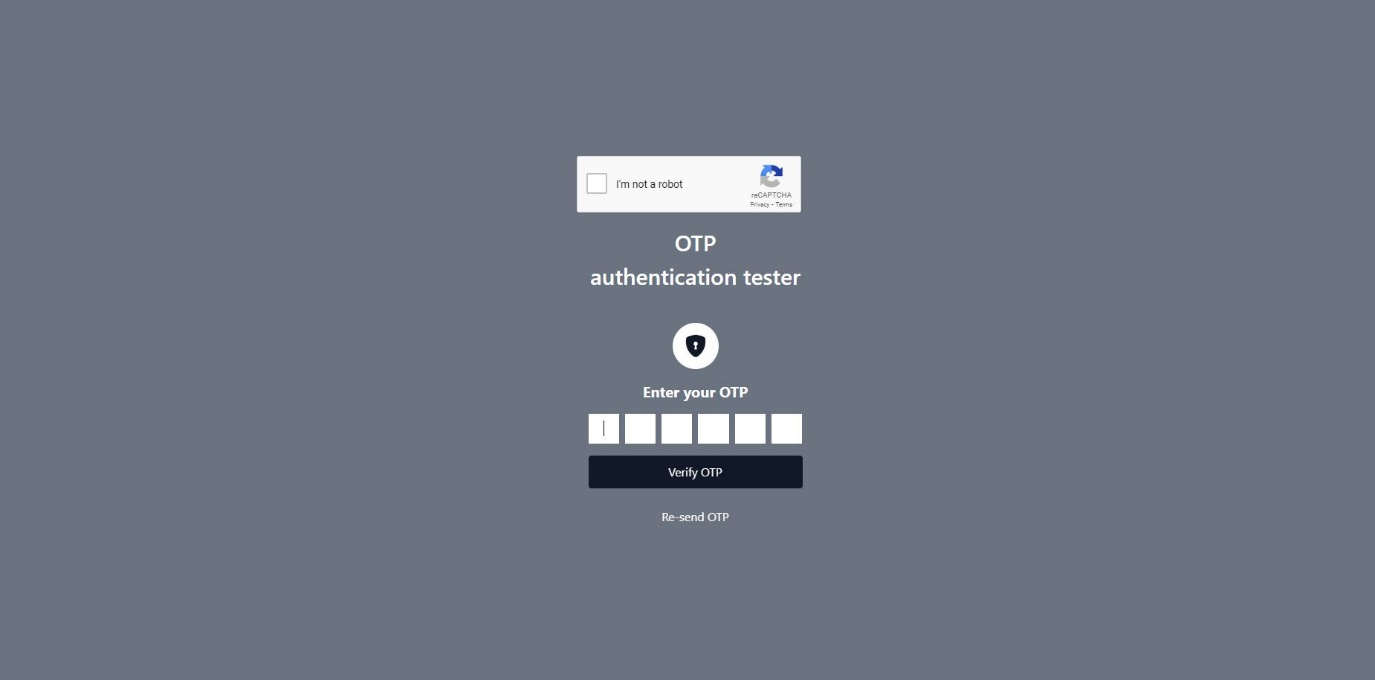 I'm not a robot
reCAPTCHA
Privacy - Terms
OTP
authentication tester
Enter your OTP
Verify OTP
Re-send OTP